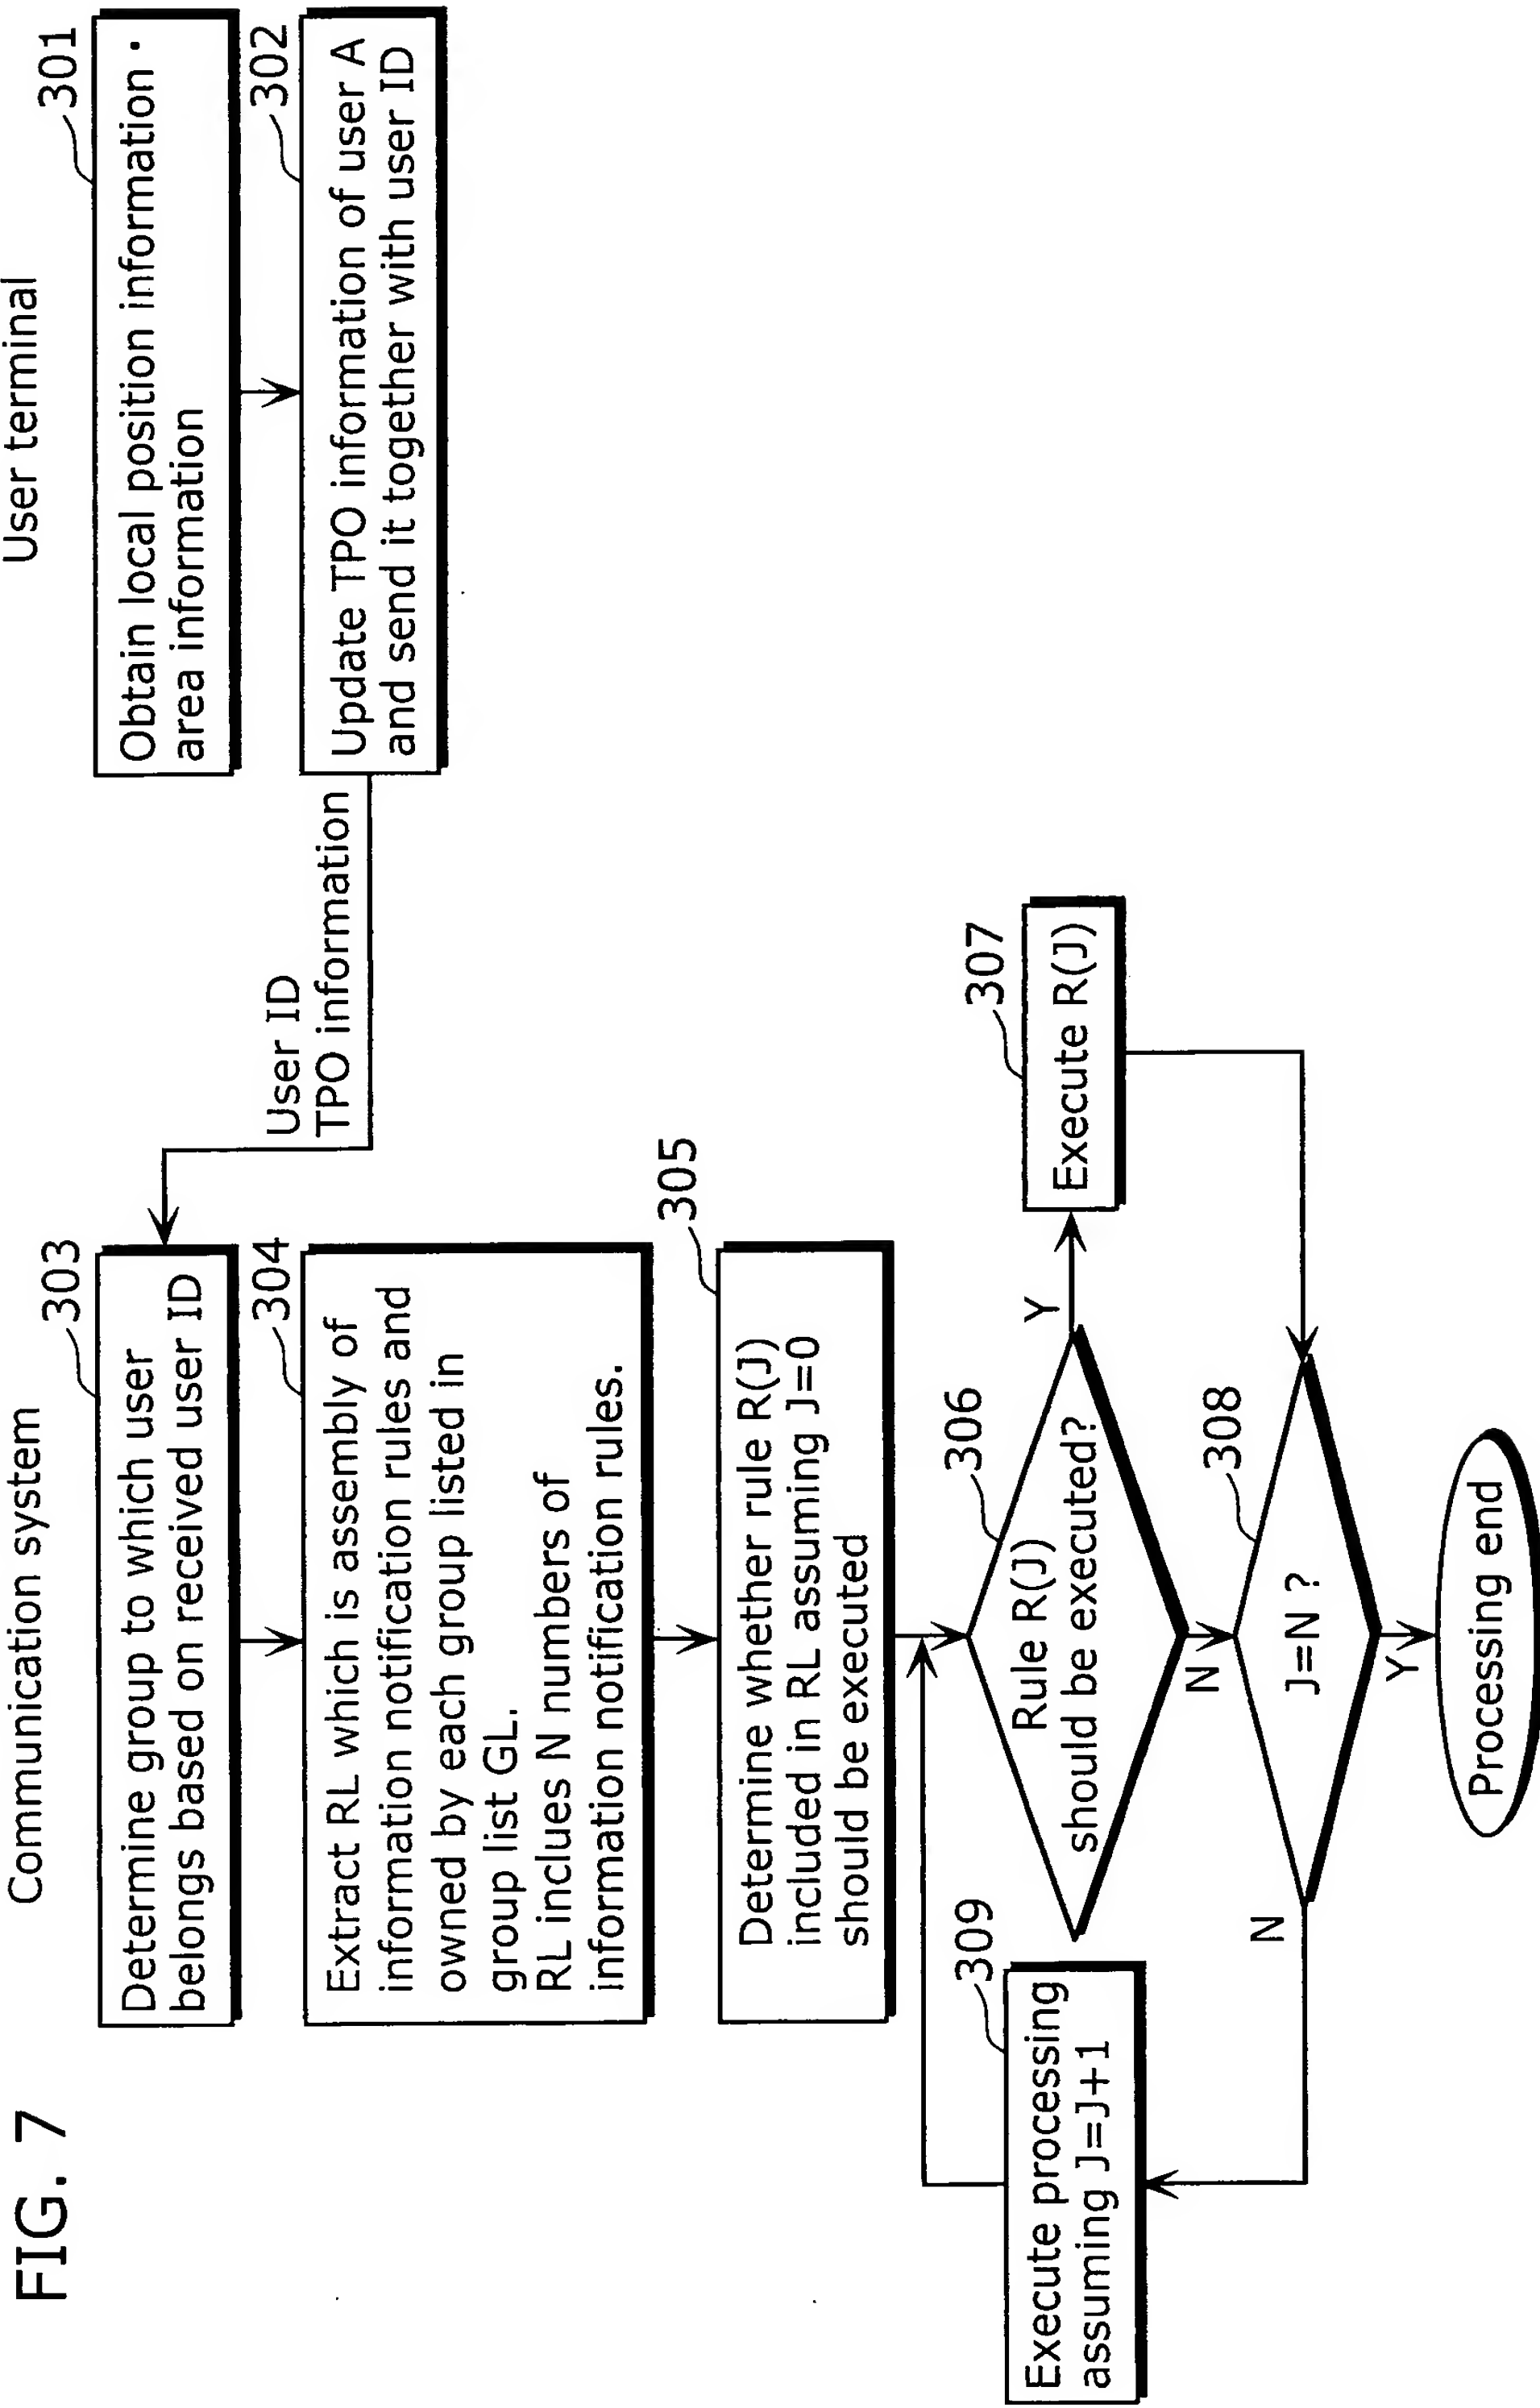 FIG. 7
Communication system
User terminal
301
Obtain local position information ·
area information
302
Update TPO information of user A
and send it together with user ID
User ID
TPO information
303
Determine group to which user
belongs based on received user ID
304
Extract RL which is assembly of
information notification rules and
owned by each group listed in
group list GL.
RL inclues N numbers of
information notification rules.
305
Determine whether rule R(J)
included in RL assuming J=0
should be executed
306
Rule R(J)
should be executed?
Y
N
307
Execute R(J)
308
J=N ?
N
Y
309
Execute processing
assuming J=J+1
Processing end